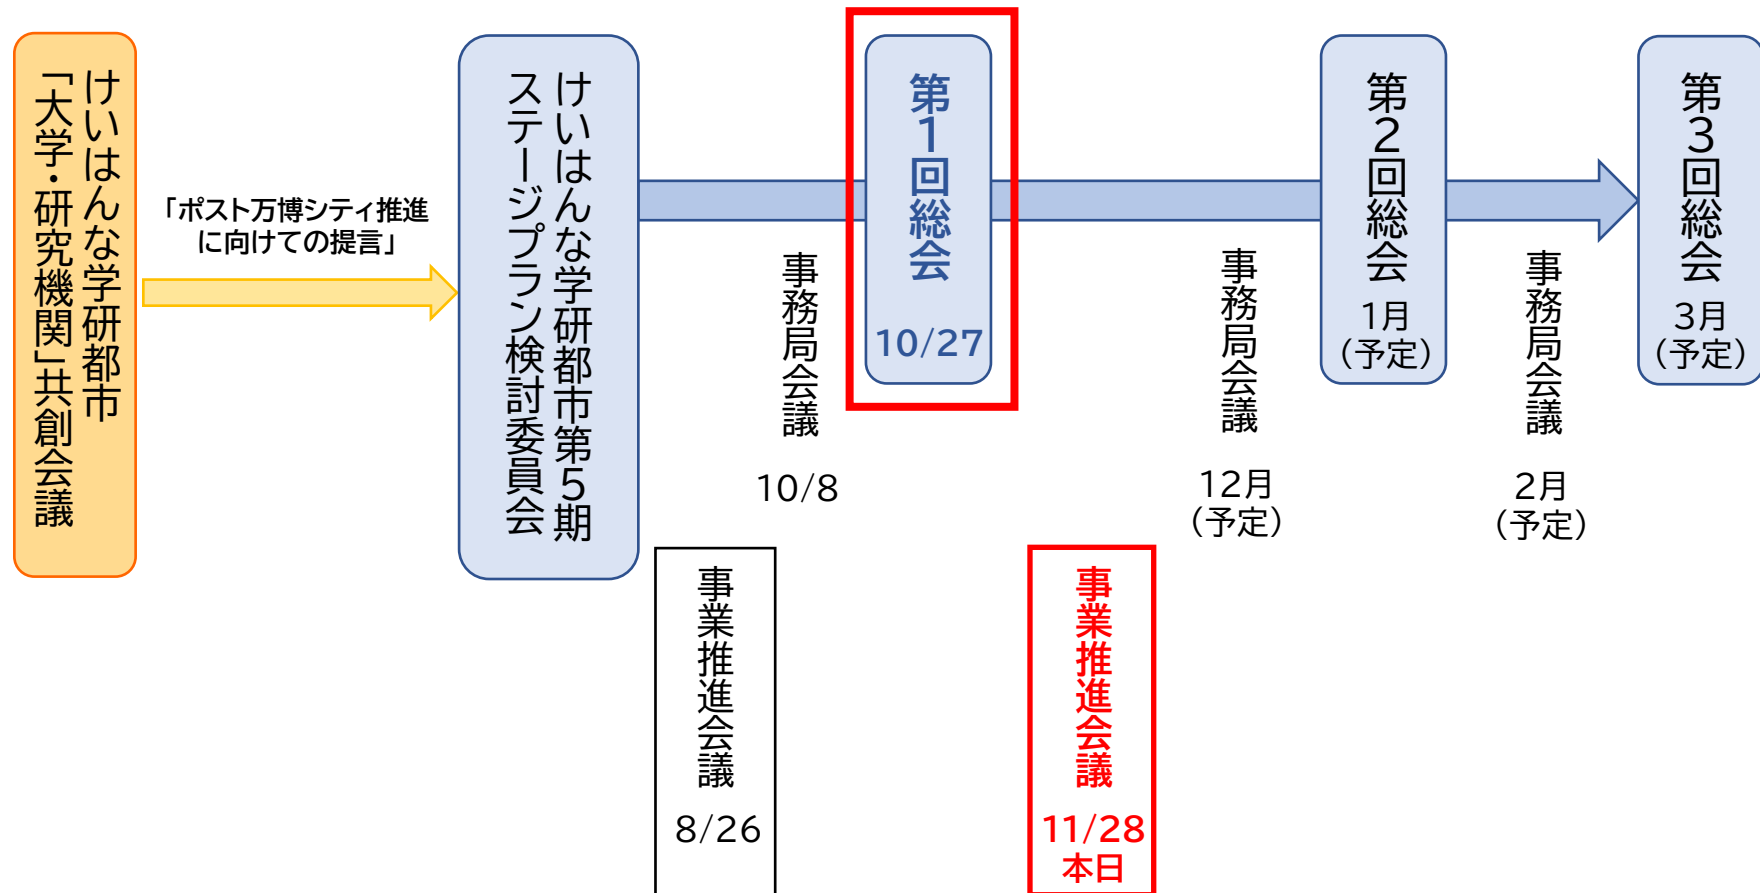 けいはんな学研都市
「大学・研究機関」共創会議
「ポスト万博シティ推進
に向けての提言」
けいはんな学研都市第5期
ステージプラン検討委員会
事務局会議
10/8
第1回総会
10/27
事務局会議
12月
(予定)
第2回総会
1月
(予定)
事務局会議
2月
(予定)
第3回総会
3月
(予定)
事業推進会議
8/26
事業推進会議
11/28
本日